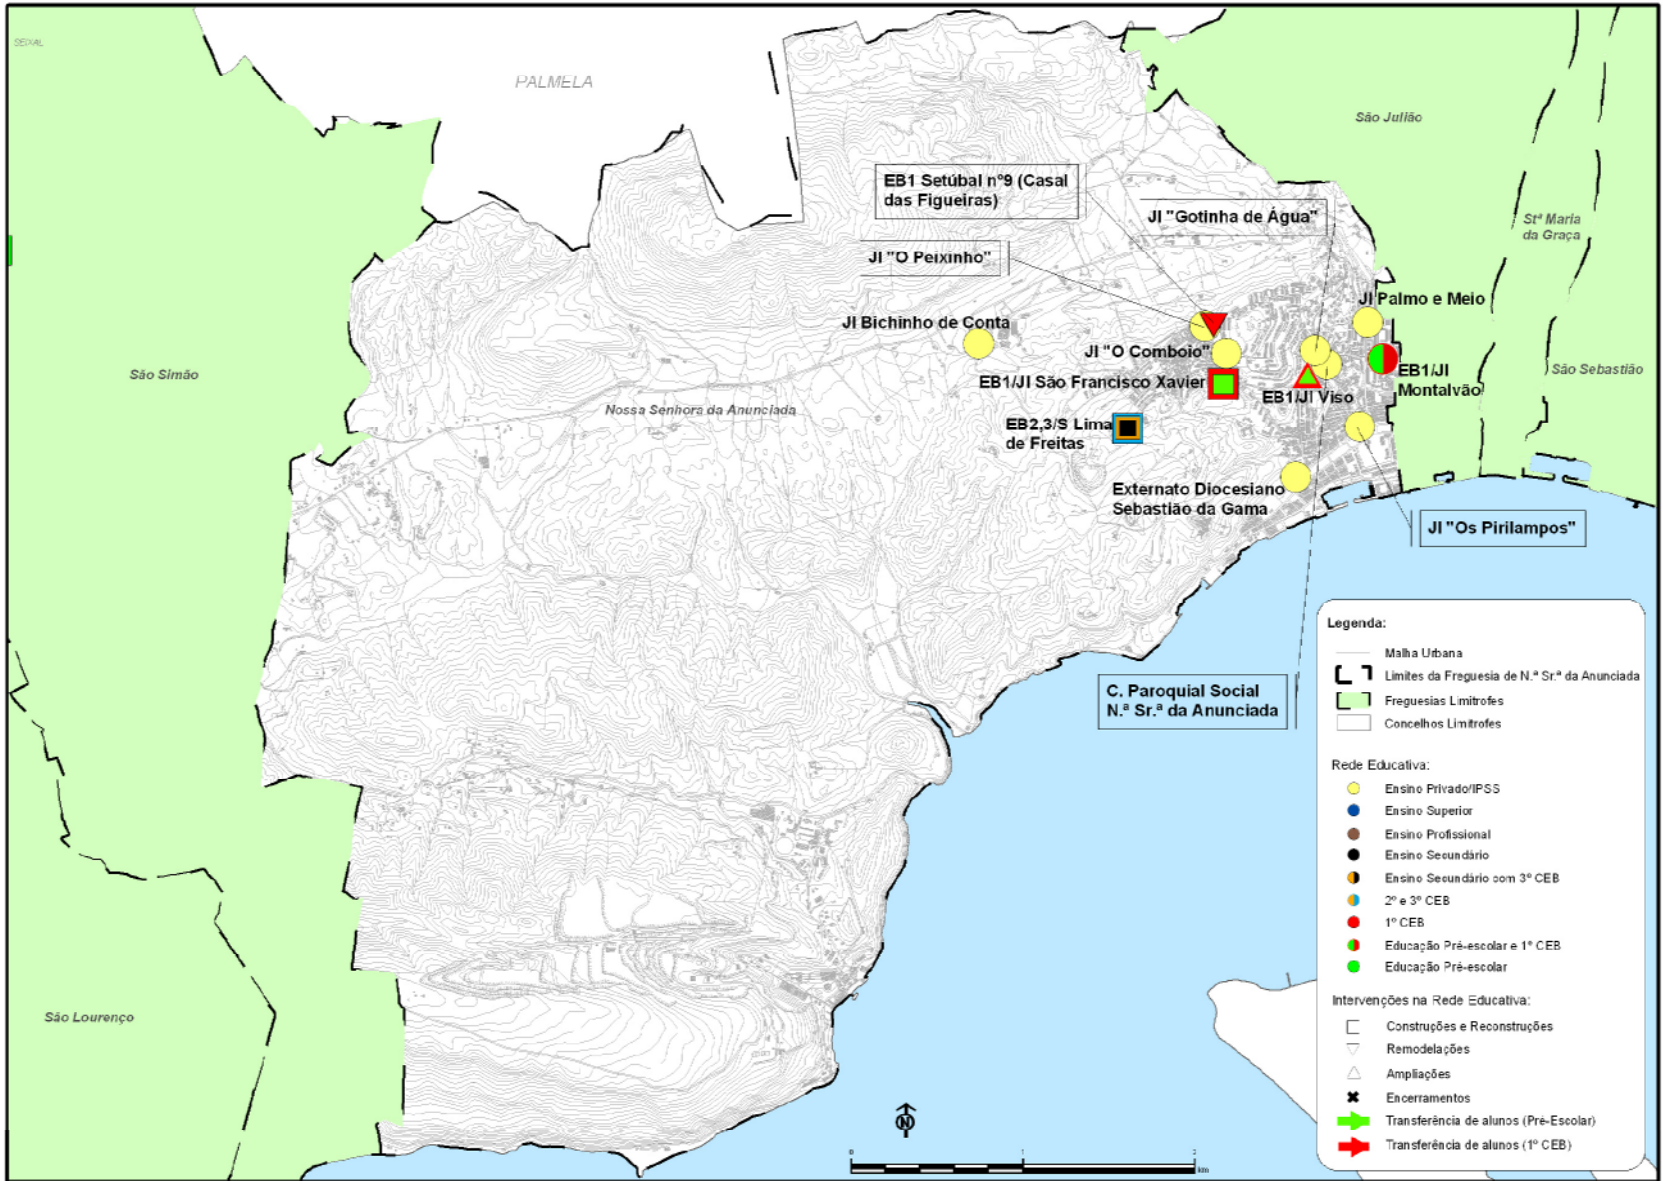 SEIXAL
PALMELA
São Julião
EB1 Setúbal nº9 (Casal
das Figueiras)
JI "Gotinha de Água"
Stª Maria
da Graça
JI "O Peixinho"
JI Palmo e Meio
JI Bichinho de Conta
JI "O Comboio"
São Simão
EB1/JI São Francisco Xavier
EB1/JI
Montalvão
São Sebastião
EB1/JI Viso
Nossa Senhora da Anunciada
EB2,3/S Lima
de Freitas
Externato Diocesiano
Sebastião da Gama
JI "Os Pirilampos"
C. Paroquial Social
N.ª Sr.ª da Anunciada
São Lourenço
N
0
1
2
km
Legenda:
Malha Urbana
Limites da Freguesia de N.ª Sr.ª da Anunciada
Freguesias Limítrofes
Concelhos Limítrofes
Rede Educativa:
Ensino Privado/IPSS
Ensino Superior
Ensino Profissional
Ensino Secundário
Ensino Secundário com 3º CEB
2º e 3º CEB
1º CEB
Educação Pré-escolar e 1º CEB
Educação Pré-escolar
Intervenções na Rede Educativa:
Construções e Reconstruções
Remodelações
Ampliações
Encerramentos
Transferência de alunos (Pré-Escolar)
Transferência de alunos (1º CEB)